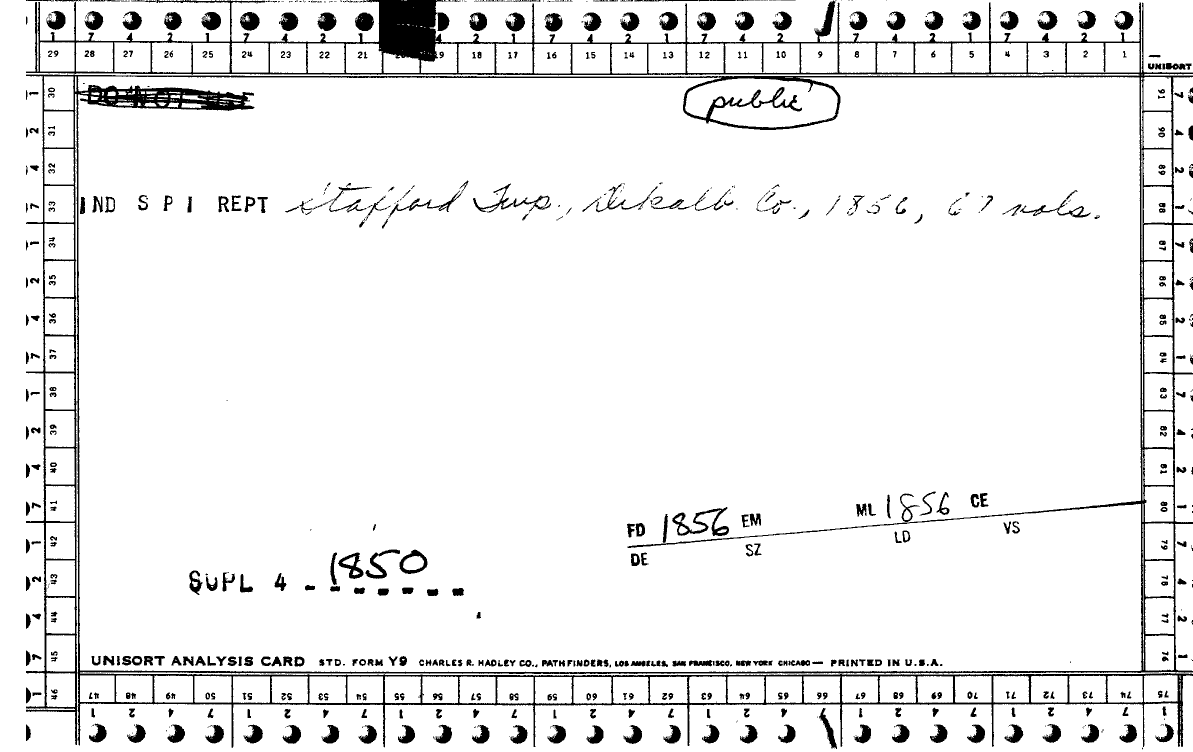 1 7 4 2 1 7 4 2 1 4 2 1 7 4 2 1 7 4 2 1 7 4 2 1 7 4 2 1
29 28 27 26 25 24 23 22 21 19 18 17 16 15 14 13 12 11 10 9 8 7 6 5 4 3 2 1
UNISORT
DO NOT USE
public
IND S P I REPT Stafford Twp., Dekalb. Co., 1856, 67 vols.
30 31 32 33 34 35 36 37 38 39 40 41 42 43 44 45 46
91 90 89 88 87 86 85 84 83 82 81 80 79 78 77 76 75
FD 1856 EM ML 1856 CE
DE SZ LD VS
SUPL 4 - 1850
UNISORT ANALYSIS CARD STD. FORM Y9 CHARLES R. HADLEY CO., PATHFINDERS, LOS ANGELES, SAN FRANCISCO, NEW YORK CHICAGO — PRINTED IN U.S.A.
47 48 49 50 51 52 53 54 55 56 57 58 59 60 61 62 63 64 65 66 67 68 69 70 71 72 73 74
1 2 4 7 1 2 4 7 1 2 4 7 1 2 4 7 1 2 4 7 1 2 4 7 1 2 4 7 1